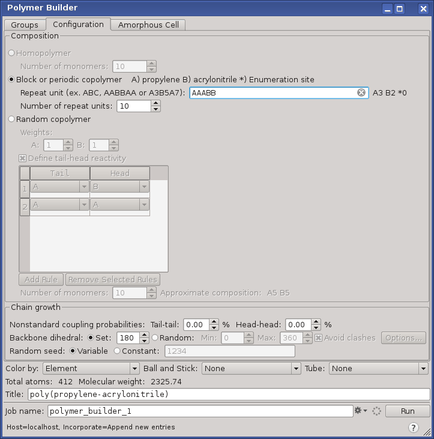 Polymer Builder
Groups Configuration Amorphous Cell
Composition
Homopolymer
Number of monomers: 10
Block or periodic copolymer A) propylene B) acrylonitrile *) Enumeration site
Repeat unit (ex. ABC, AABBAA or A3B5A7): AAABB A3 B2 *0
Number of repeat units: 10
Random copolymer
Weights:
A: 1 B: 1
Define tail-head reactivity
Tail Head
1 A B
2 A A
Add Rule Remove Selected Rules
Number of monomers: 10 Approximate composition: A5 B5
Chain growth
Nonstandard coupling probabilities: Tail-tail: 0.00 % Head-head: 0.00 %
Backbone dihedral: Set: 180 Random: Min: 0 Max: 360 Avoid clashes Options...
Random seed: Variable Constant: 1234
Color by: Element Ball and Stick: None Tube: None
Total atoms: 412 Molecular weight: 2325.74
Title: poly(propylene-acrylonitrile)
Job name: polymer_builder_1 Run
Host=localhost, Incorporate=Append new entries